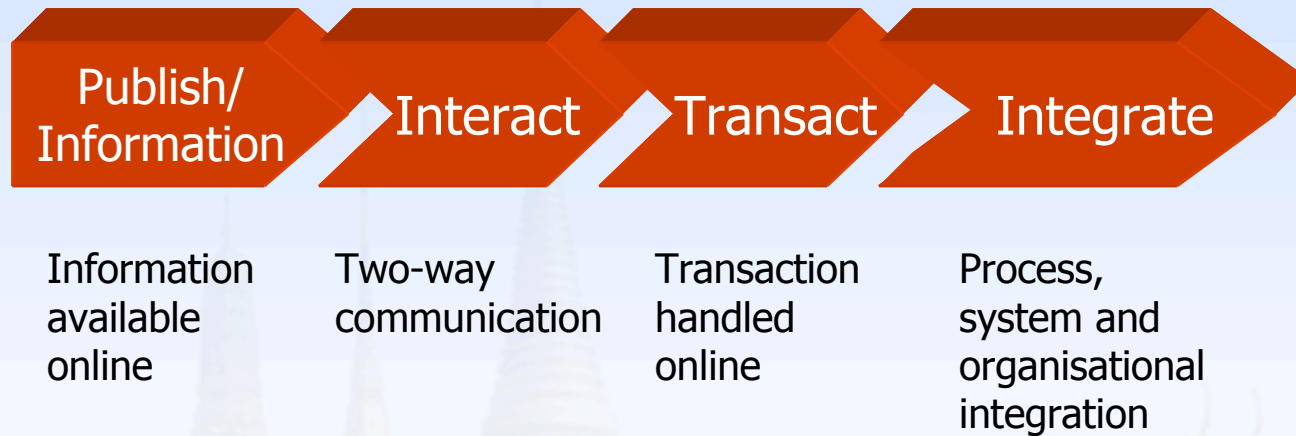 Publish/
Information
Interact
Transact
Integrate
Information
available
online
Two-way
communication
Transaction
handled
online
Process,
system and
organisational
integration